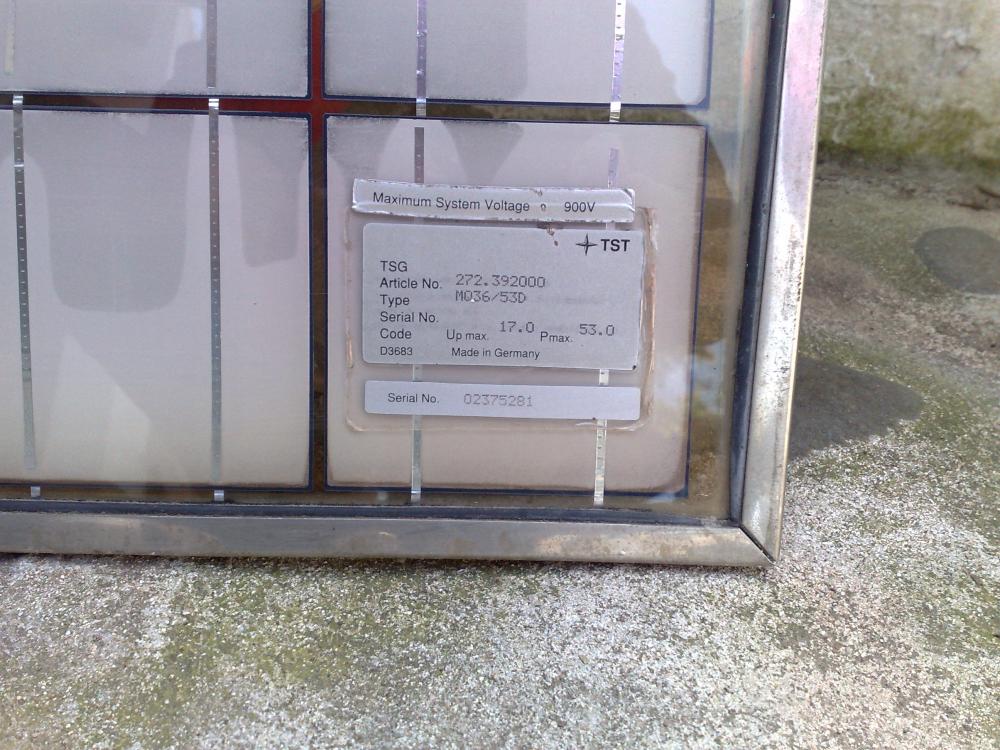 Maximum System Voltage 900V
TST
TSG
Article No. 272.392000
Type MQ36/53D
Serial No.
Code Up max. 17.0 Pmax. 53.0
D3683 Made in Germany
Serial No. 02375281